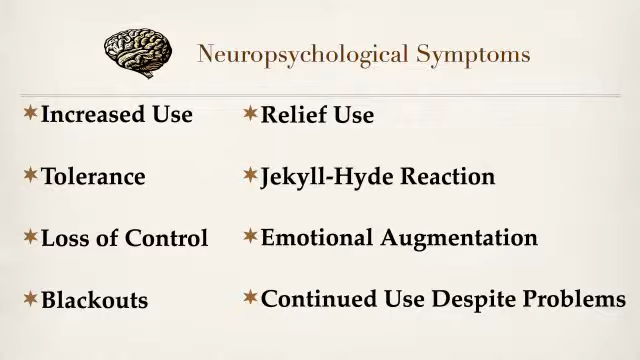 Neuropsychological Symptoms
✶Increased Use
✶Tolerance
✶Loss of Control
✶Blackouts
✶Relief Use
✶Jekyll-Hyde Reaction
✶Emotional Augmentation
✶Continued Use Despite Problems